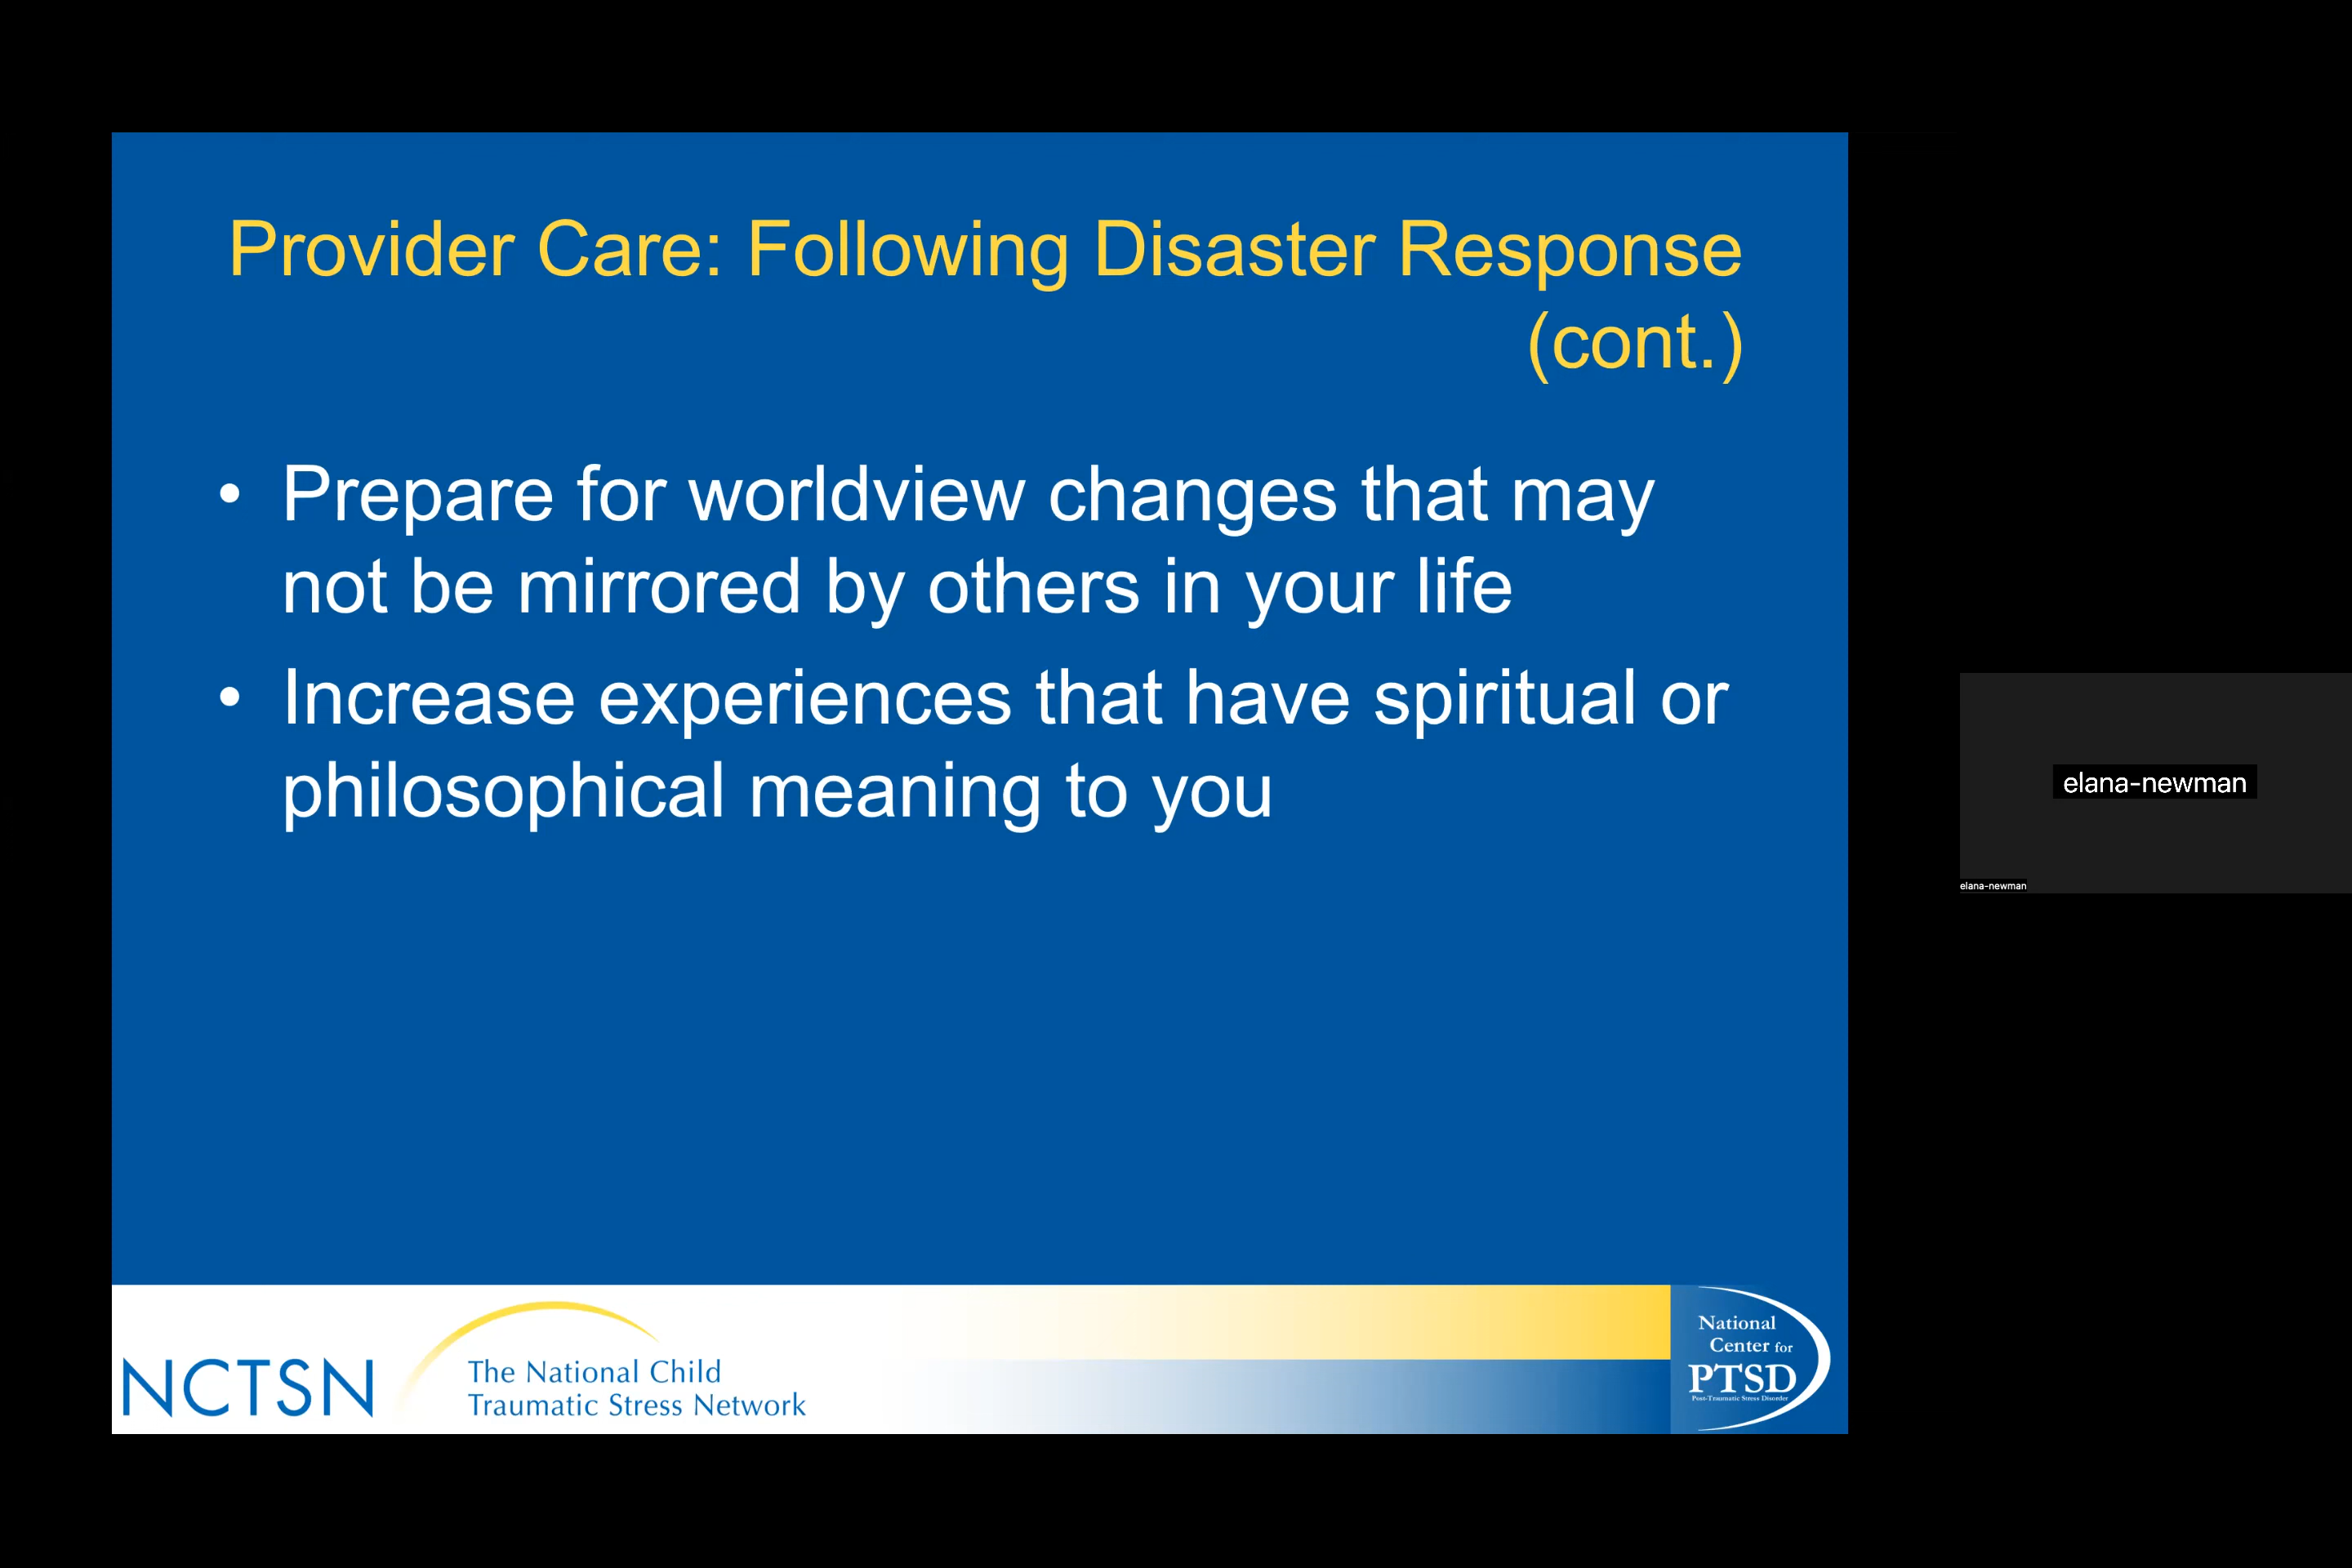 Provider Care: Following Disaster Response
(cont.)
• Prepare for worldview changes that may
not be mirrored by others in your life
• Increase experiences that have spiritual or
philosophical meaning to you
elana-newman
elana-newman
NCTSN
The National Child
Traumatic Stress Network
National
Center for
PTSD
Post-Traumatic Stress Disorder